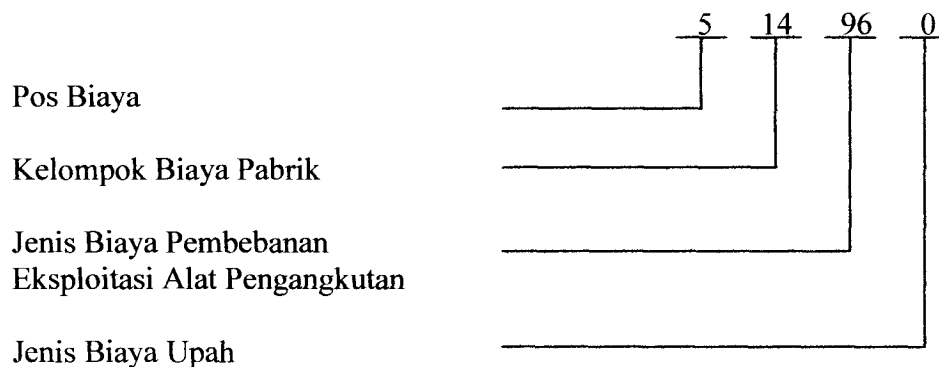 5 14 96 0
Pos Biaya
Kelompok Biaya Pabrik
Jenis Biaya Pembebanan
Eksploitasi Alat Pengangkutan
Jenis Biaya Upah